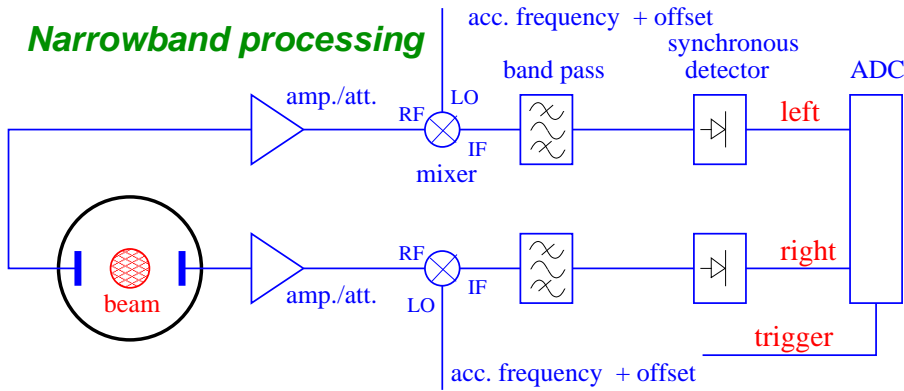 Narrowband processing
acc. frequency + offset
synchronous
detector
band pass
ADC
amp./att.
RF
LO
IF
mixer
left
beam
amp./att.
RF
LO
IF
right
trigger
acc. frequency + offset